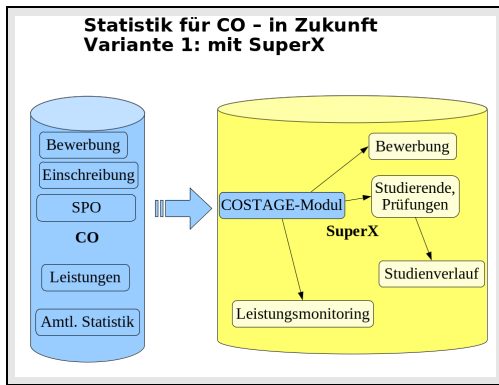 Statistik für CO – in Zukunft
Variante 1: mit SuperX
Bewerbung
Einschreibung
SPO
CO
Leistungen
Amtl. Statistik
Bewerbung
COSTAGE-Modul
Studierende,
Prüfungen
SuperX
Studienverlauf
Leistungsmonitoring